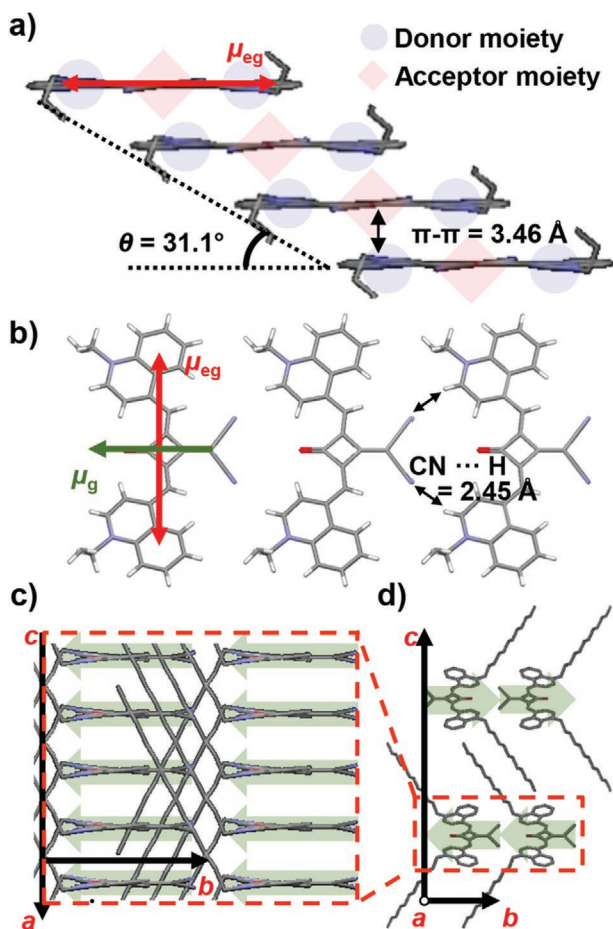 a)
μeg
Donor moiety
Acceptor moiety
θ = 31.1°
π-π = 3.46 Å
b)
μeg
μg
CN ··· H
= 2.45 Å
c)
c
b
a
d)
c
a
b